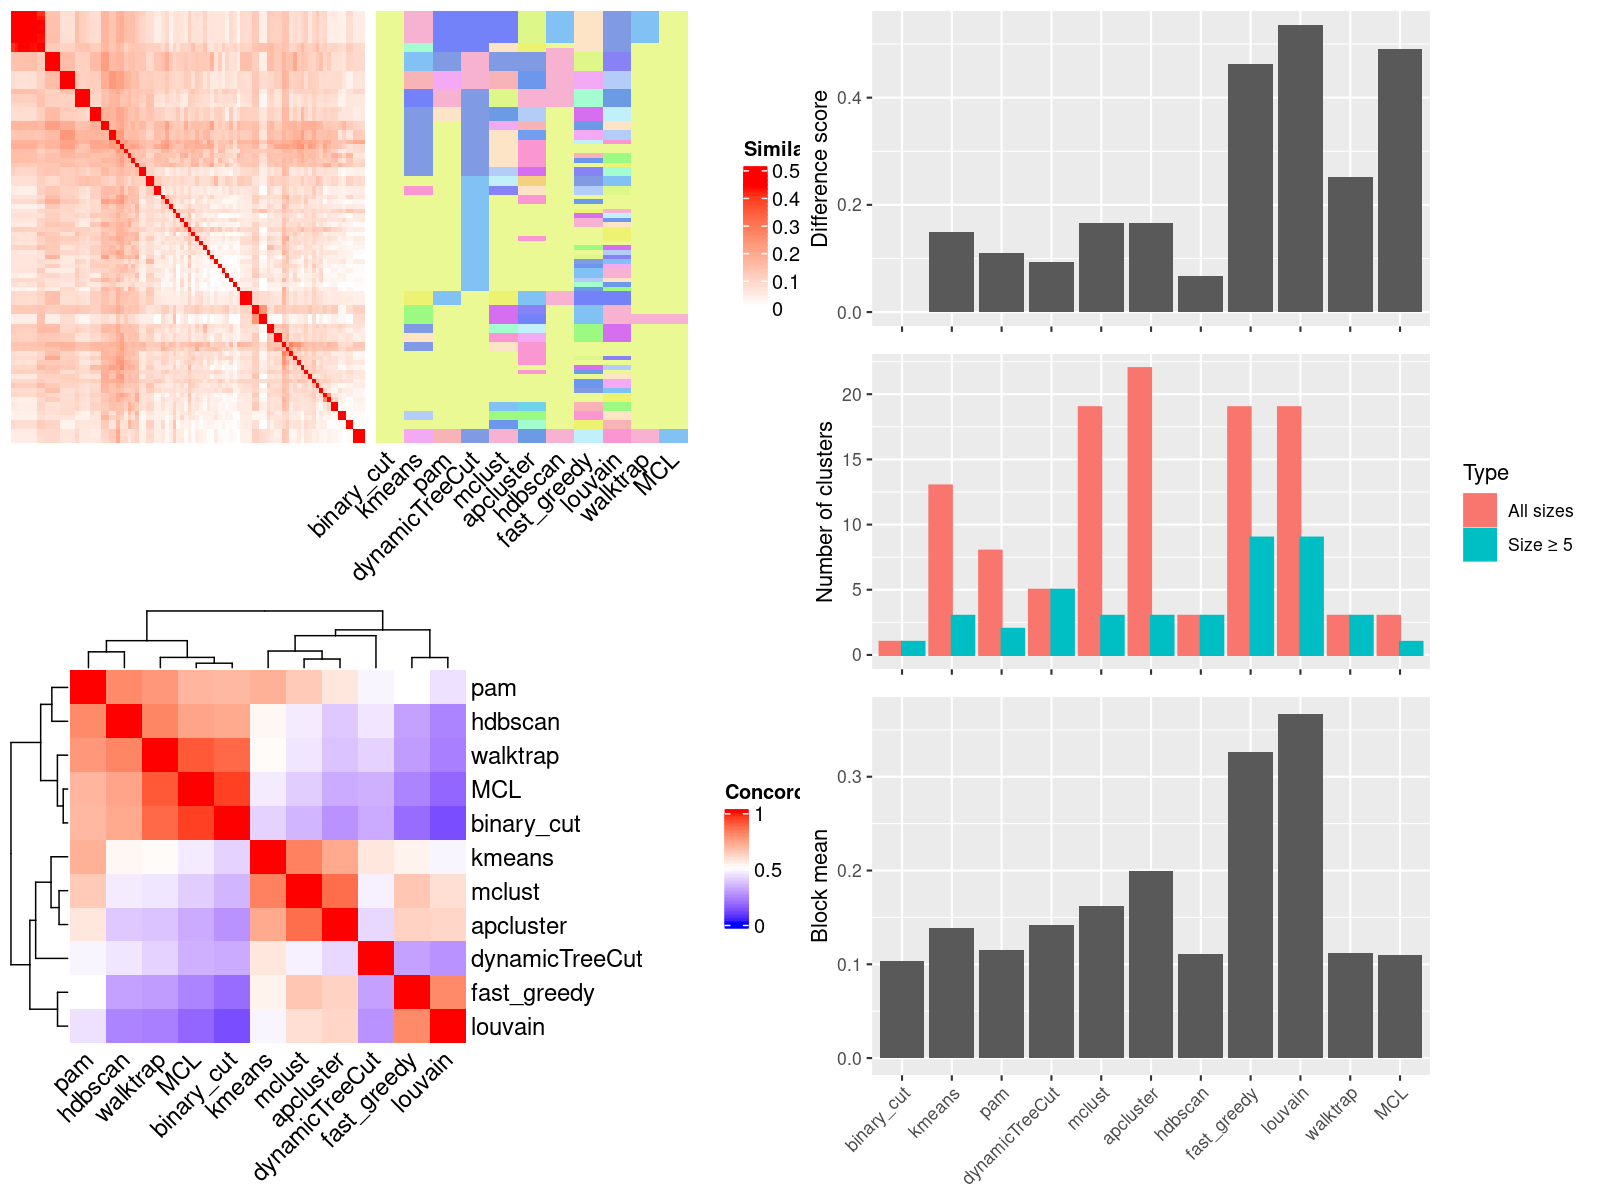 Simila
0.5
0.4
0.3
0.2
0.1
0
binary_cut
kmeans
pam
dynamicTreeCut
mclust
apcluster
hdbscan
fast_greedy
louvain
walktrap
MCL
pam
hdbscan
walktrap
MCL
binary_cut
kmeans
mclust
apcluster
dynamicTreeCut
fast_greedy
louvain
pam
hdbscan
walktrap
MCL
binary_cut
kmeans
mclust
apcluster
dynamicTreeCut
fast_greedy
louvain
Concord
1
0.5
0
Difference score
0.4
0.2
0.0
Number of clusters
20
15
10
5
0
Type
All sizes
Size ≥ 5
Block mean
0.3
0.2
0.1
0.0
binary_cut
kmeans
pam
dynamicTreeCut
mclust
apcluster
hdbscan
fast_greedy
louvain
walktrap
MCL